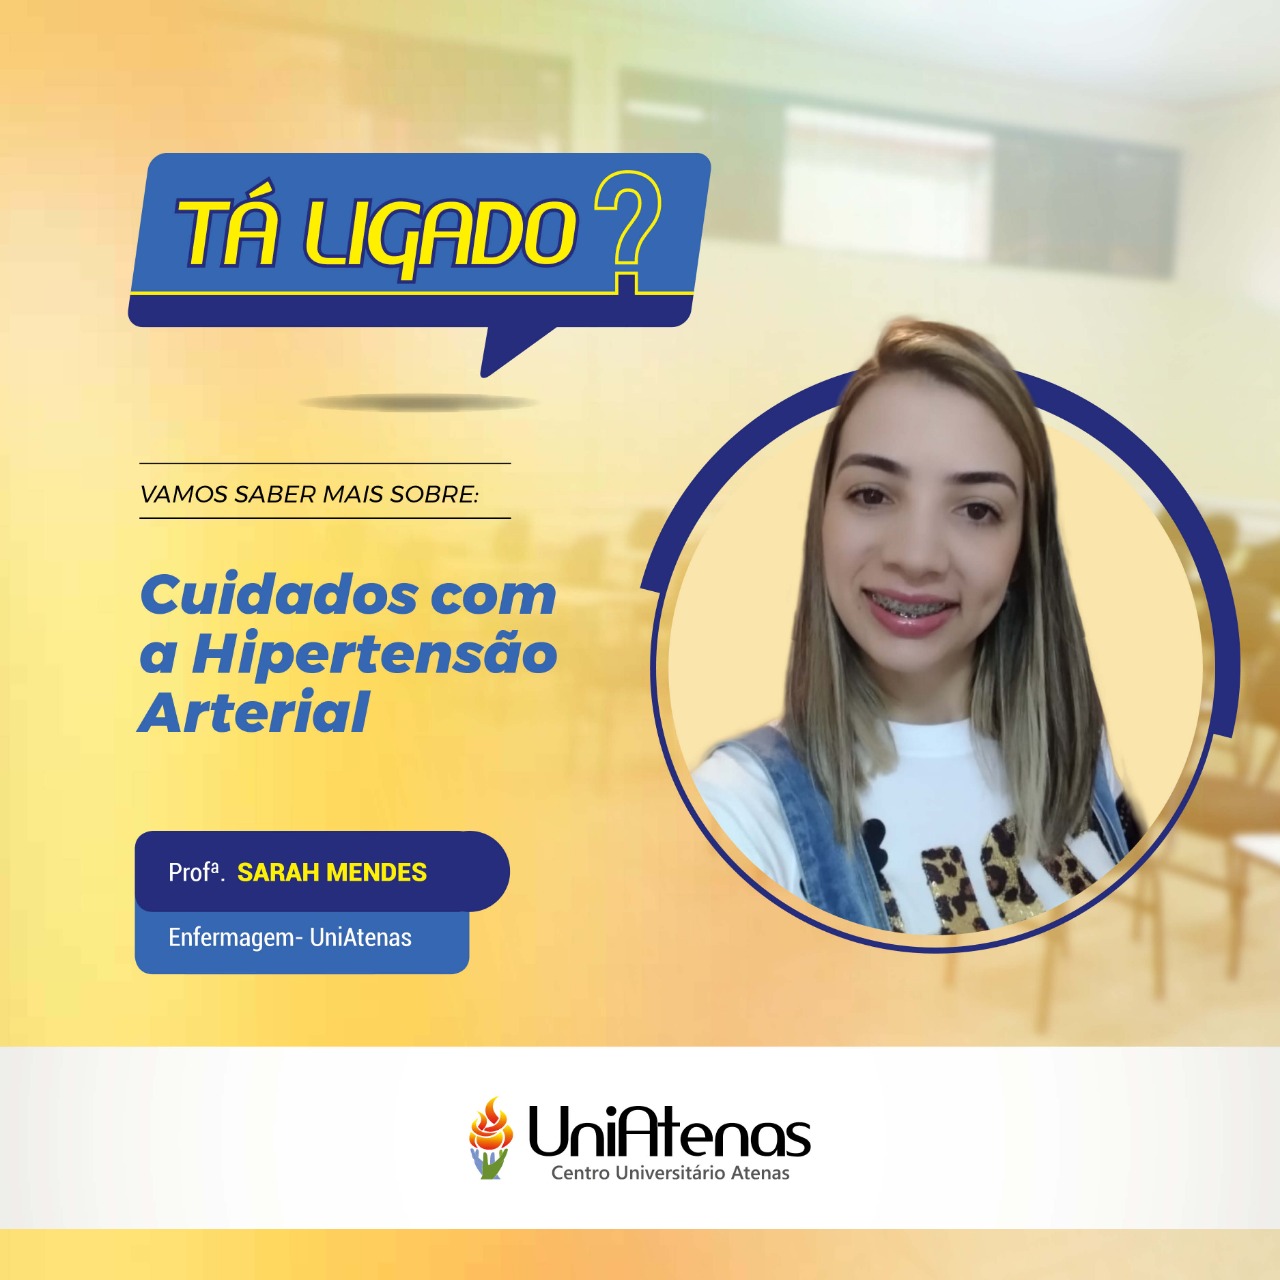 TÁ LIGADO?
VAMOS SABER MAIS SOBRE:
Cuidados com
a Hipertensão
Arterial
Profª. SARAH MENDES
Enfermagem- UniAtenas
UniAtenas
Centro Universitário Atenas